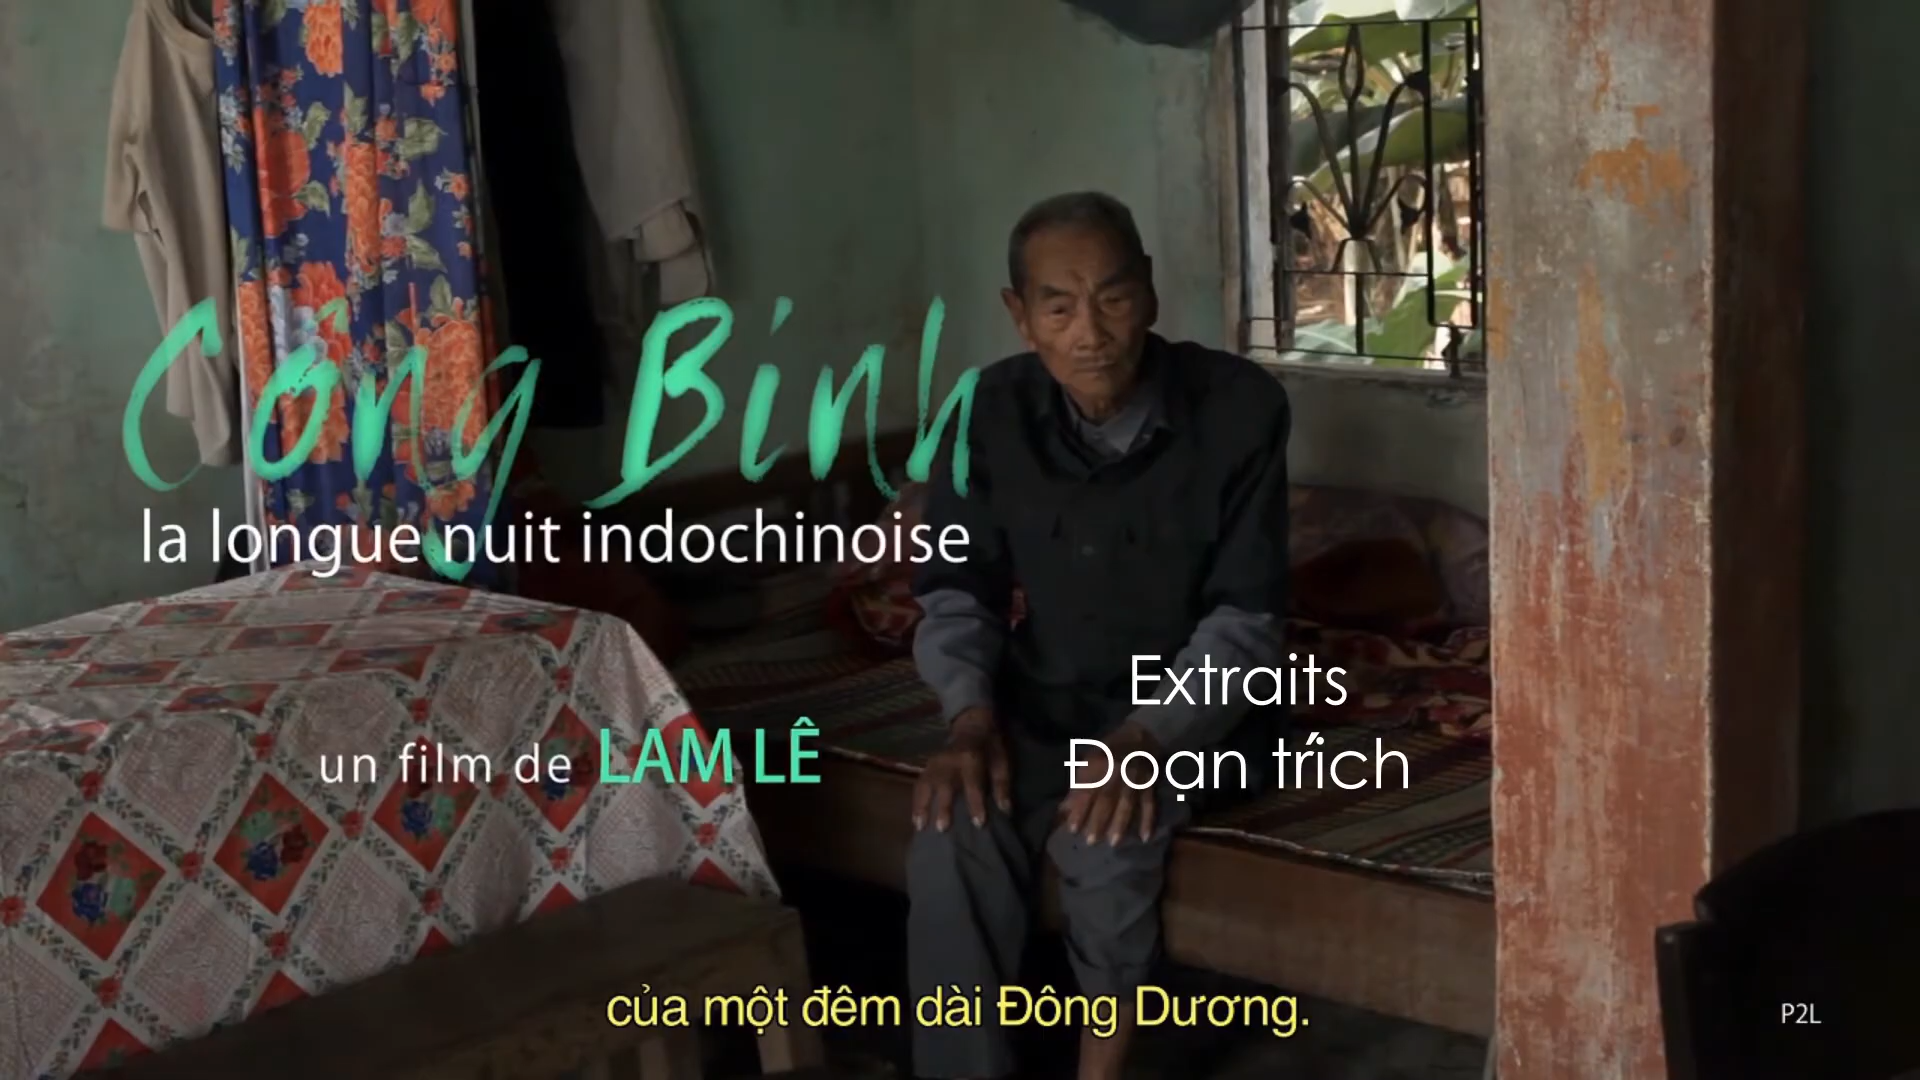 Công Binh
la longue nuit indochinoise
un film de LAM LÊ
Extraits
Đoạn trích
của một đêm dài Đông Dương.
P2L